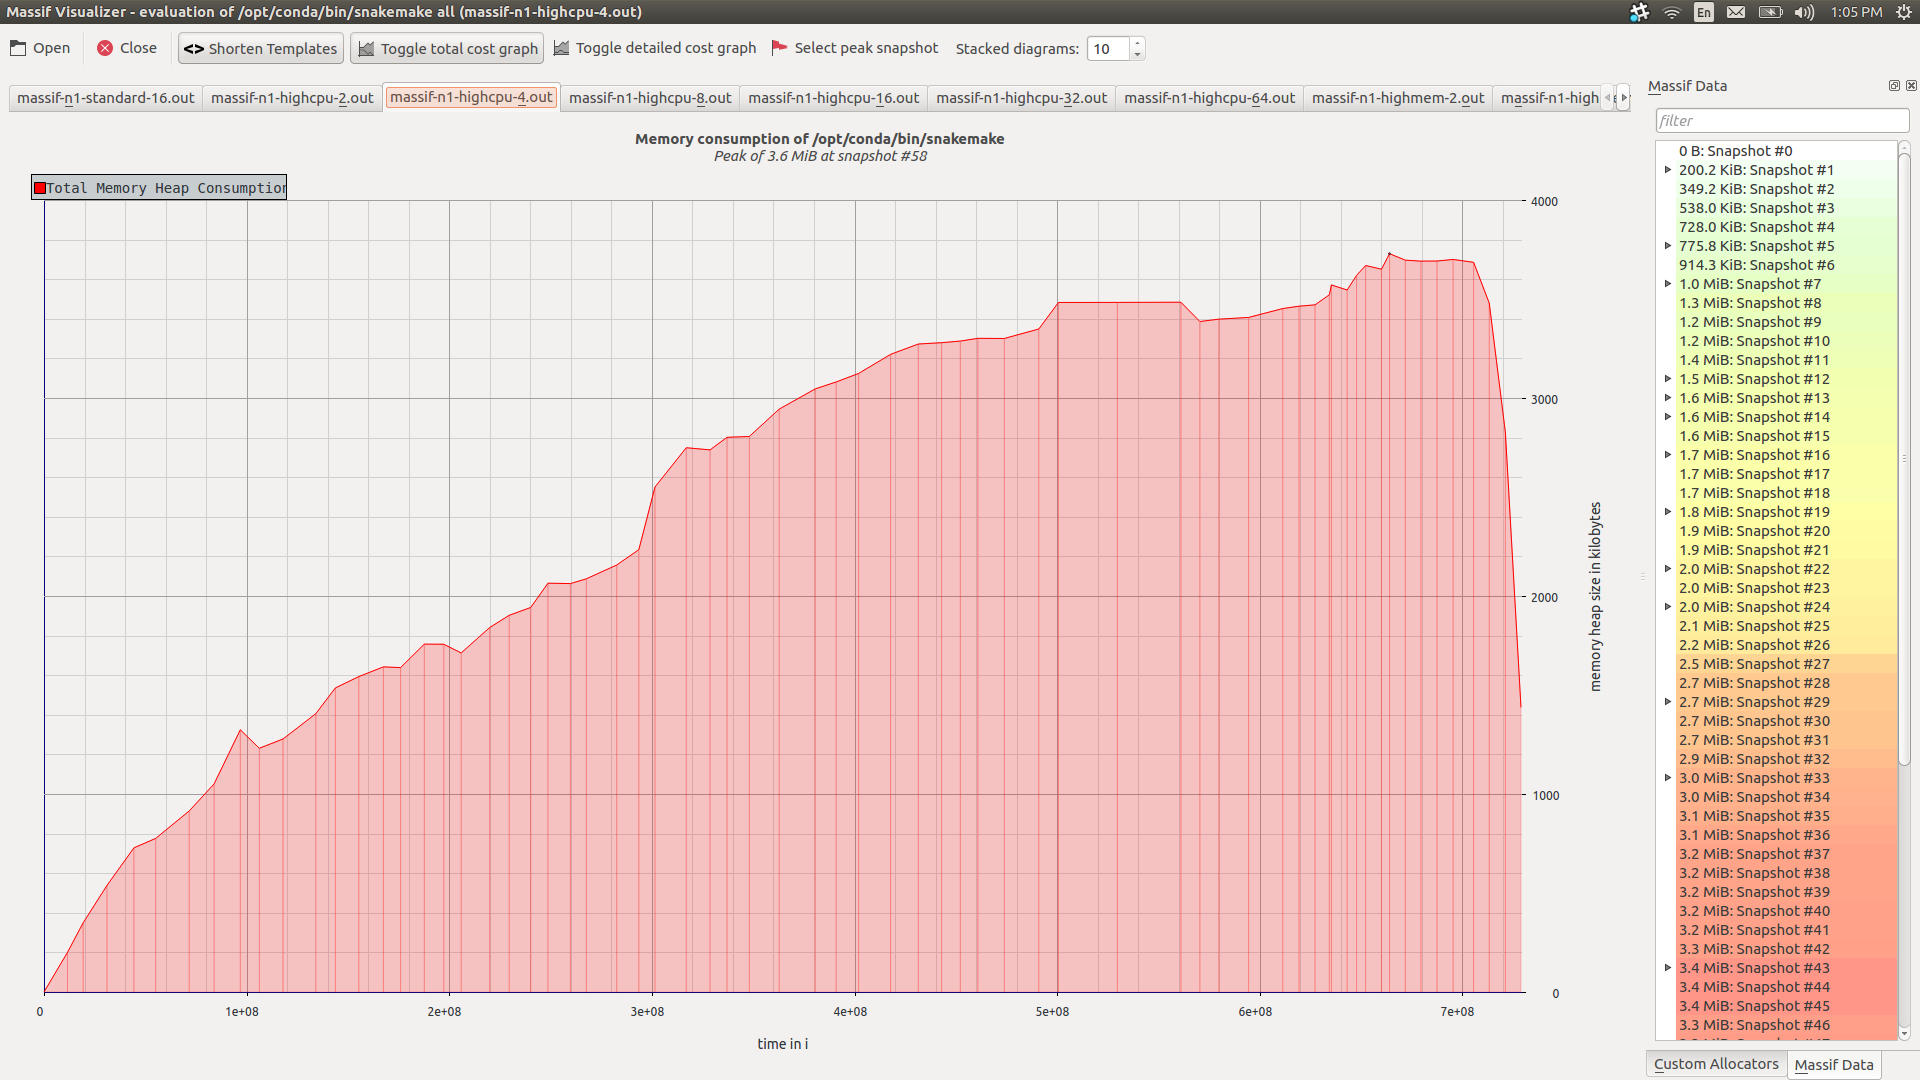 Massif Visualizer - evaluation of /opt/conda/bin/snakemake all (massif-n1-highcpu-4.out)
En
1:05 PM
Open
Close
<> Shorten Templates
Toggle total cost graph
Toggle detailed cost graph
Select peak snapshot
Stacked diagrams:
10
massif-n1-standard-16.out
massif-n1-highcpu-2.out
massif-n1-highcpu-4.out
massif-n1-highcpu-8.out
massif-n1-highcpu-16.out
massif-n1-highcpu-32.out
massif-n1-highcpu-64.out
massif-n1-highmem-2.out
massif-n1-high
Memory consumption of /opt/conda/bin/snakemake
Peak of 3.6 MiB at snapshot #58
Total Memory Heap Consumption
4000
3000
2000
1000
0
memory heap size in kilobytes
0
1e+08
2e+08
3e+08
4e+08
5e+08
6e+08
7e+08
time in i
Massif Data
filter
0 B: Snapshot #0
200.2 KiB: Snapshot #1
349.2 KiB: Snapshot #2
538.0 KiB: Snapshot #3
728.0 KiB: Snapshot #4
775.8 KiB: Snapshot #5
914.3 KiB: Snapshot #6
1.0 MiB: Snapshot #7
1.3 MiB: Snapshot #8
1.2 MiB: Snapshot #9
1.2 MiB: Snapshot #10
1.4 MiB: Snapshot #11
1.5 MiB: Snapshot #12
1.6 MiB: Snapshot #13
1.6 MiB: Snapshot #14
1.6 MiB: Snapshot #15
1.7 MiB: Snapshot #16
1.7 MiB: Snapshot #17
1.7 MiB: Snapshot #18
1.8 MiB: Snapshot #19
1.9 MiB: Snapshot #20
1.9 MiB: Snapshot #21
2.0 MiB: Snapshot #22
2.0 MiB: Snapshot #23
2.0 MiB: Snapshot #24
2.1 MiB: Snapshot #25
2.2 MiB: Snapshot #26
2.5 MiB: Snapshot #27
2.7 MiB: Snapshot #28
2.7 MiB: Snapshot #29
2.7 MiB: Snapshot #30
2.7 MiB: Snapshot #31
2.9 MiB: Snapshot #32
3.0 MiB: Snapshot #33
3.0 MiB: Snapshot #34
3.1 MiB: Snapshot #35
3.1 MiB: Snapshot #36
3.2 MiB: Snapshot #37
3.2 MiB: Snapshot #38
3.2 MiB: Snapshot #39
3.2 MiB: Snapshot #40
3.2 MiB: Snapshot #41
3.3 MiB: Snapshot #42
3.4 MiB: Snapshot #43
3.4 MiB: Snapshot #44
3.4 MiB: Snapshot #45
3.3 MiB: Snapshot #46
Custom Allocators
Massif Data